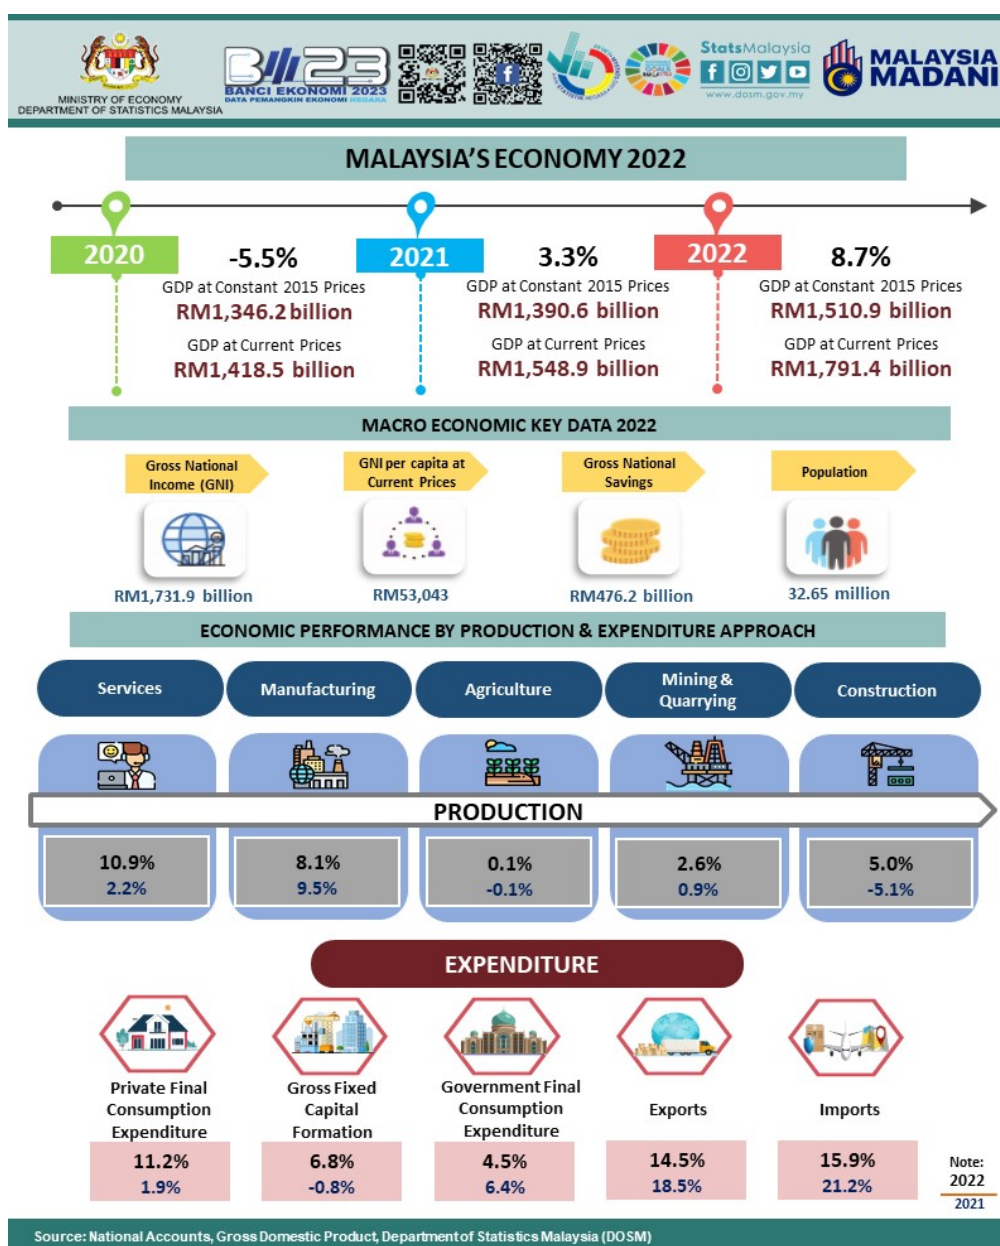 MINISTRY OF ECONOMY
DEPARTMENT OF STATISTICS MALAYSIA
BANCI EKONOMI 2023
DATA PEMANGKIN EKONOMI NEGARA
StatsMalaysia
www.dosm.gov.my
MALAYSIA
MADANI
MALAYSIA'S ECONOMY 2022
2020
-5.5%
GDP at Constant 2015 Prices
RM1,346.2 billion
GDP at Current Prices
RM1,418.5 billion
2021
3.3%
GDP at Constant 2015 Prices
RM1,390.6 billion
GDP at Current Prices
RM1,548.9 billion
2022
8.7%
GDP at Constant 2015 Prices
RM1,510.9 billion
GDP at Current Prices
RM1,791.4 billion
MACRO ECONOMIC KEY DATA 2022
Gross National
Income (GNI)
RM1,731.9 billion
GNI per capita at
Current Prices
RM53,043
Gross National
Savings
RM476.2 billion
Population
32.65 million
ECONOMIC PERFORMANCE BY PRODUCTION & EXPENDITURE APPROACH
Services
Manufacturing
Agriculture
Mining &
Quarrying
Construction
PRODUCTION
10.9%
2.2%
8.1%
9.5%
0.1%
-0.1%
2.6%
0.9%
5.0%
-5.1%
EXPENDITURE
Private Final
Consumption
Expenditure
11.2%
1.9%
Gross Fixed
Capital
Formation
6.8%
-0.8%
Government Final
Consumption
Expenditure
4.5%
6.4%
Exports
14.5%
18.5%
Imports
15.9%
21.2%
Note:
2022
2021
Source: National Accounts, Gross Domestic Product, Department of Statistics Malaysia (DOSM)